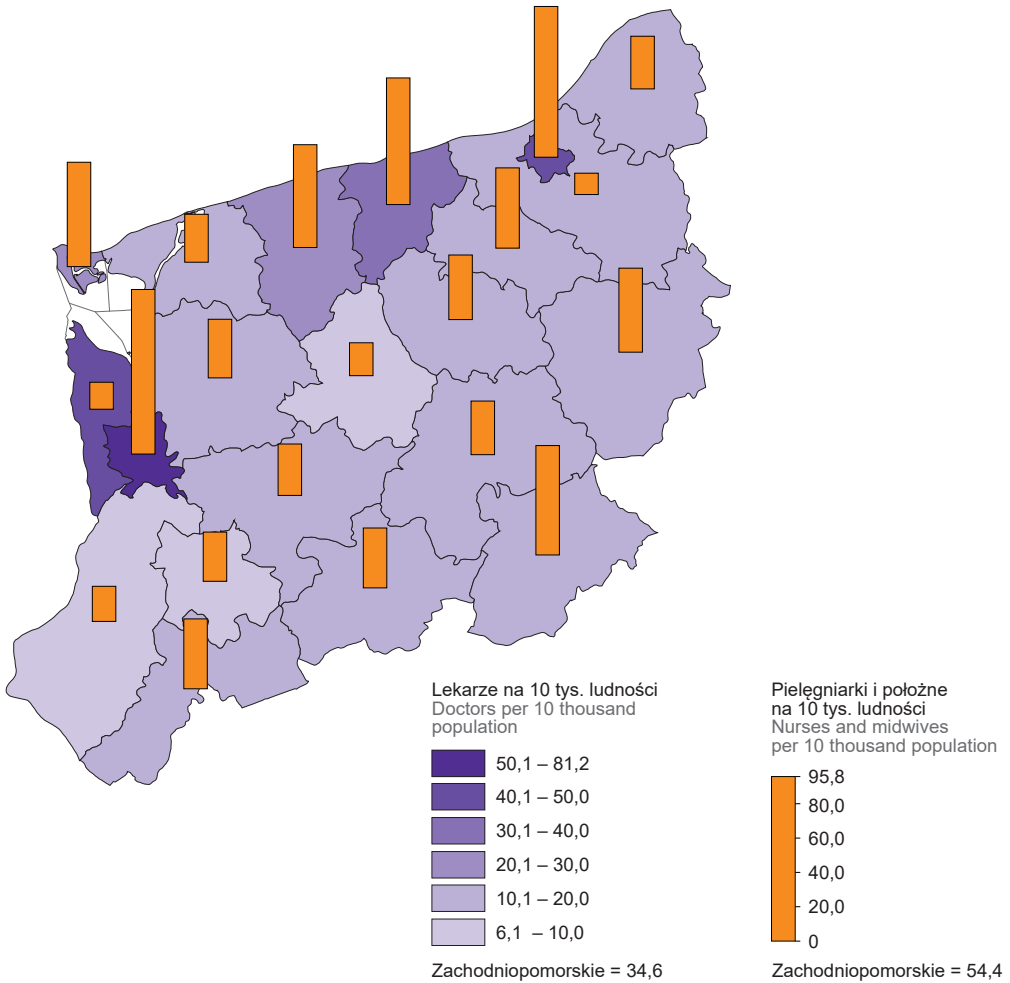 Lekarze na 10 tys. ludności
Doctors per 10 thousand
population
50,1 – 81,2
40,1 – 50,0
30,1 – 40,0
20,1 – 30,0
10,1 – 20,0
6,1 – 10,0
Zachodniopomorskie = 34,6
Pielęgniarki i położne
na 10 tys. ludności
Nurses and midwives
per 10 thousand population
95,8
80,0
60,0
40,0
20,0
0
Zachodniopomorskie = 54,4